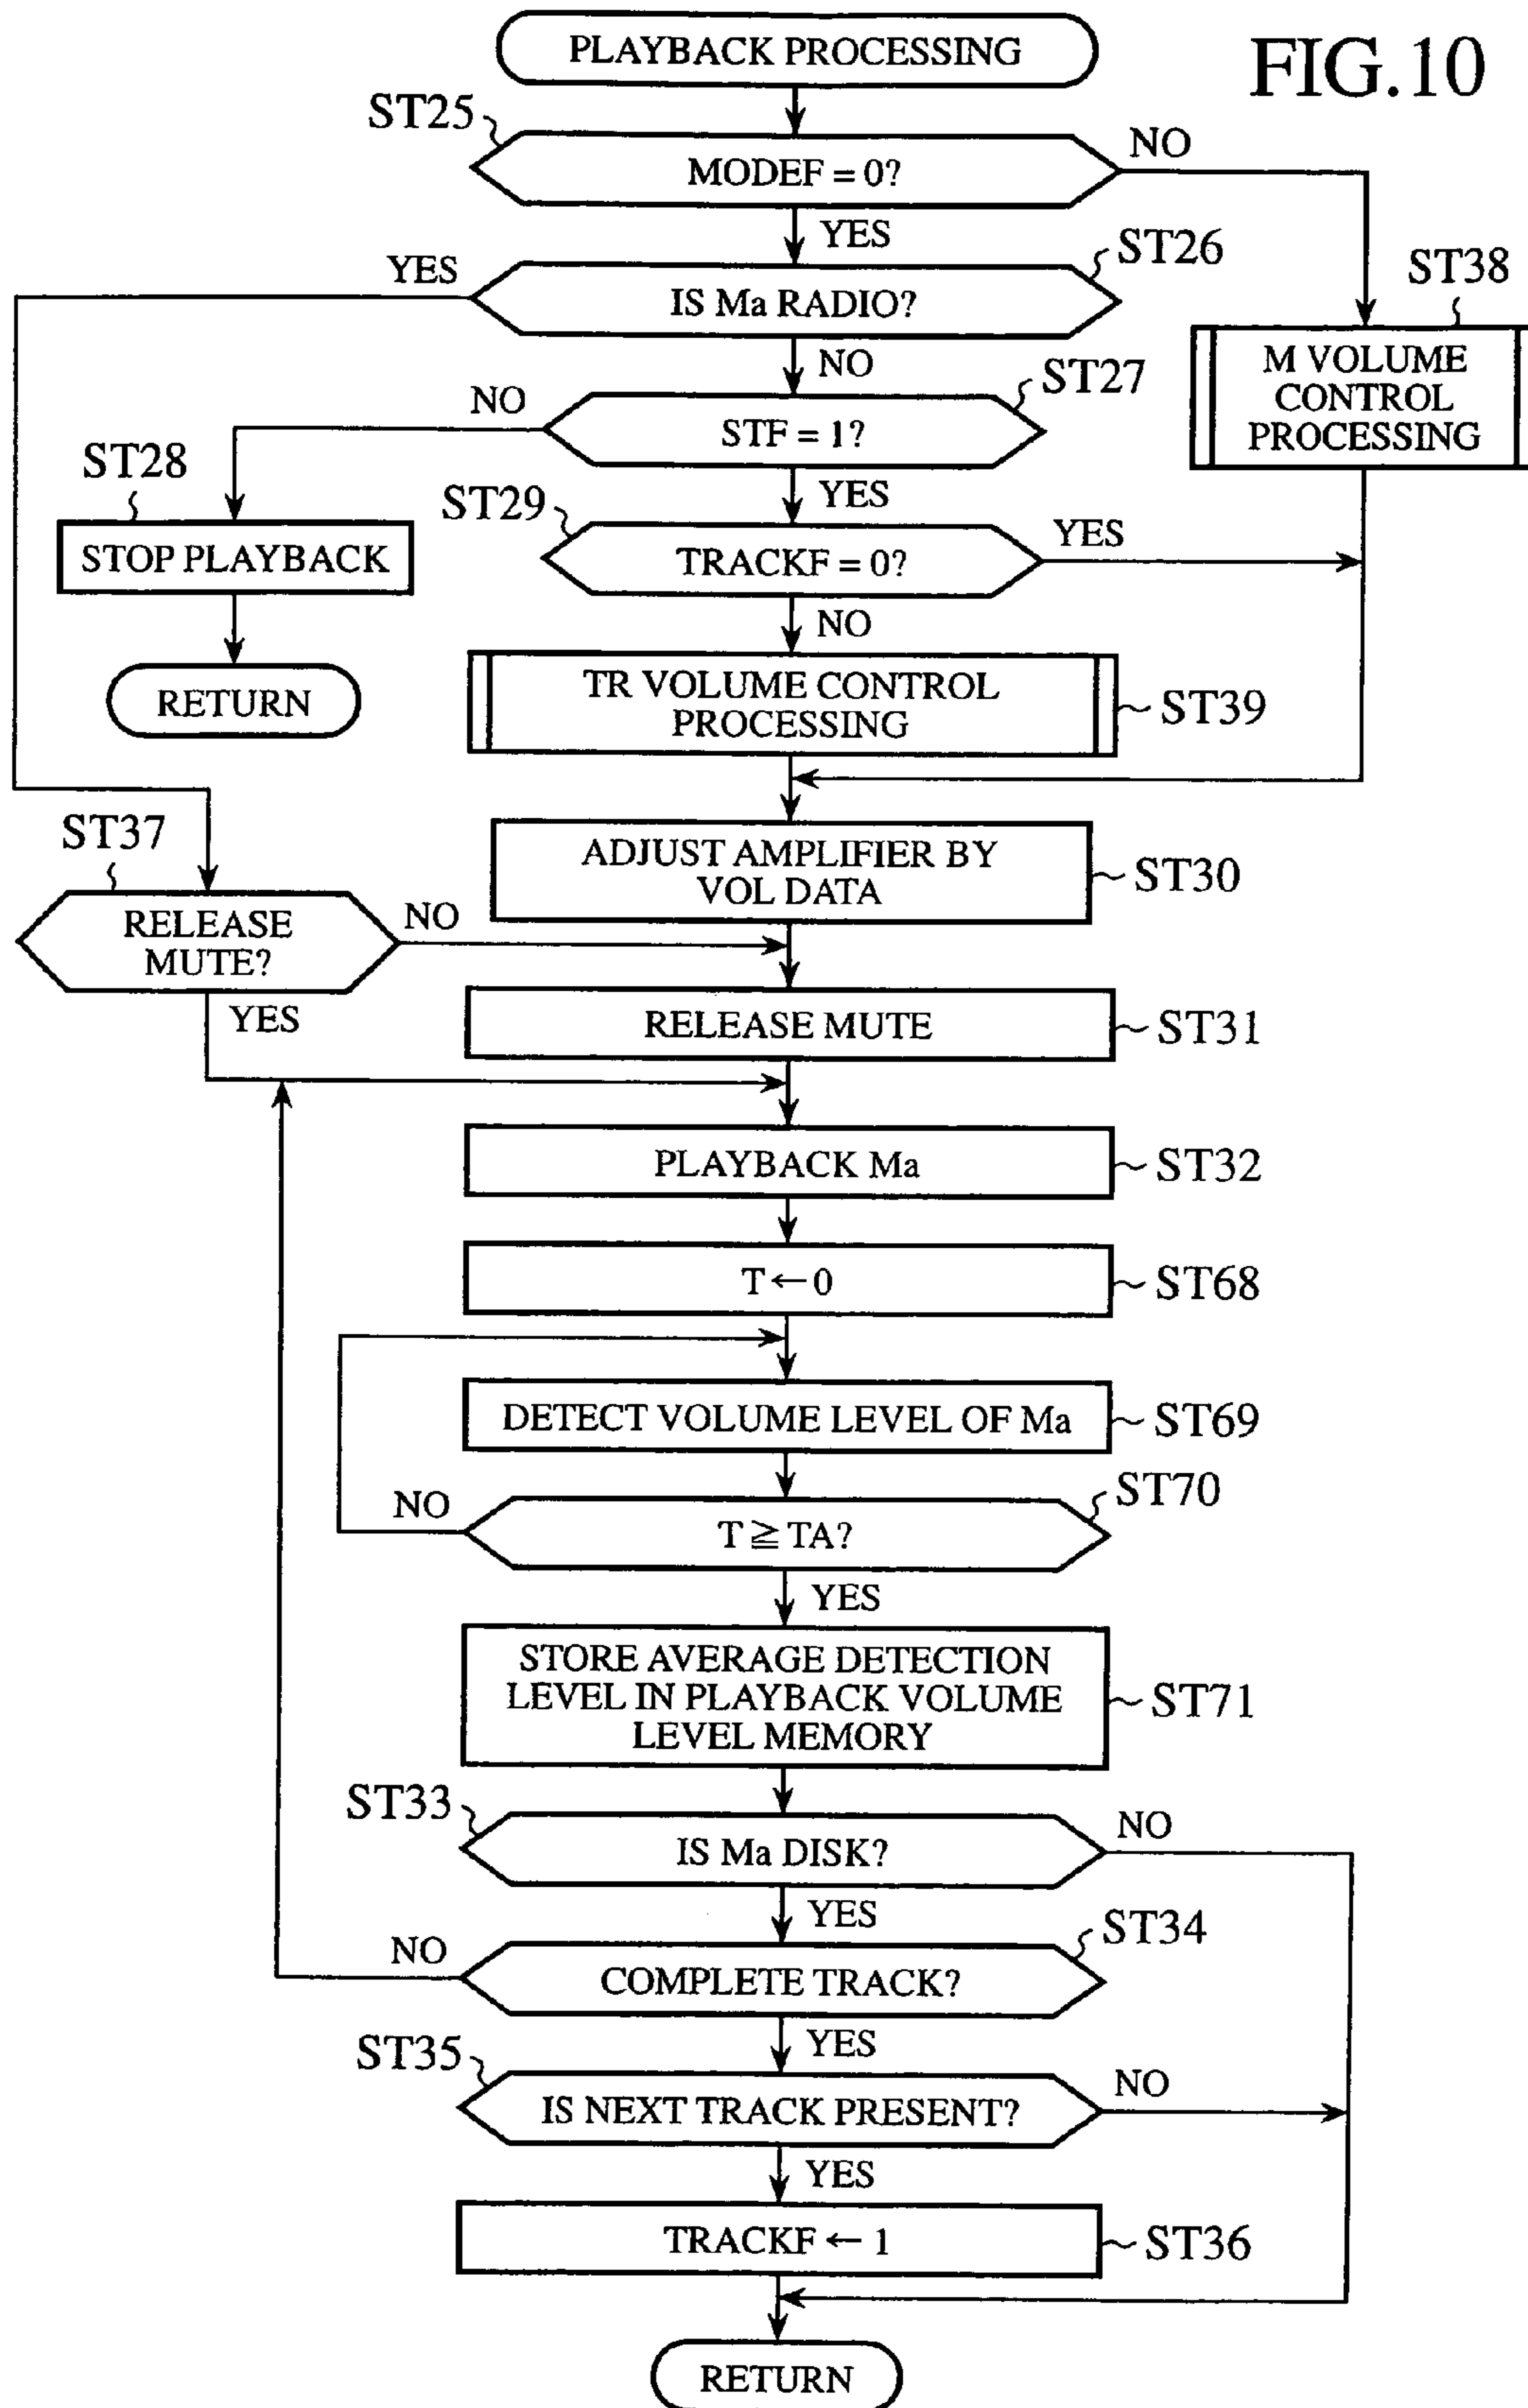 PLAYBACK PROCESSING
FIG.10
ST25
MODEF = 0?
NO
YES
ST26
YES
IS Ma RADIO?
ST38
M VOLUME
CONTROL
PROCESSING
NO
ST27
NO
STF = 1?
ST28
STOP PLAYBACK
RETURN
YES
ST29
TRACKF = 0?
YES
NO
TR VOLUME CONTROL
PROCESSING
ST39
ST37
RELEASE
MUTE?
NO
YES
ADJUST AMPLIFIER BY
VOL DATA
ST30
RELEASE MUTE
ST31
PLAYBACK Ma
ST32
T ← 0
ST68
DETECT VOLUME LEVEL OF Ma
ST69
ST70
NO
T ≧ TA?
YES
STORE AVERAGE DETECTION
LEVEL IN PLAYBACK VOLUME
LEVEL MEMORY
ST71
ST33
IS Ma DISK?
NO
YES
ST34
NO
COMPLETE TRACK?
YES
ST35
IS NEXT TRACK PRESENT?
NO
YES
TRACKF ← 1
ST36
RETURN